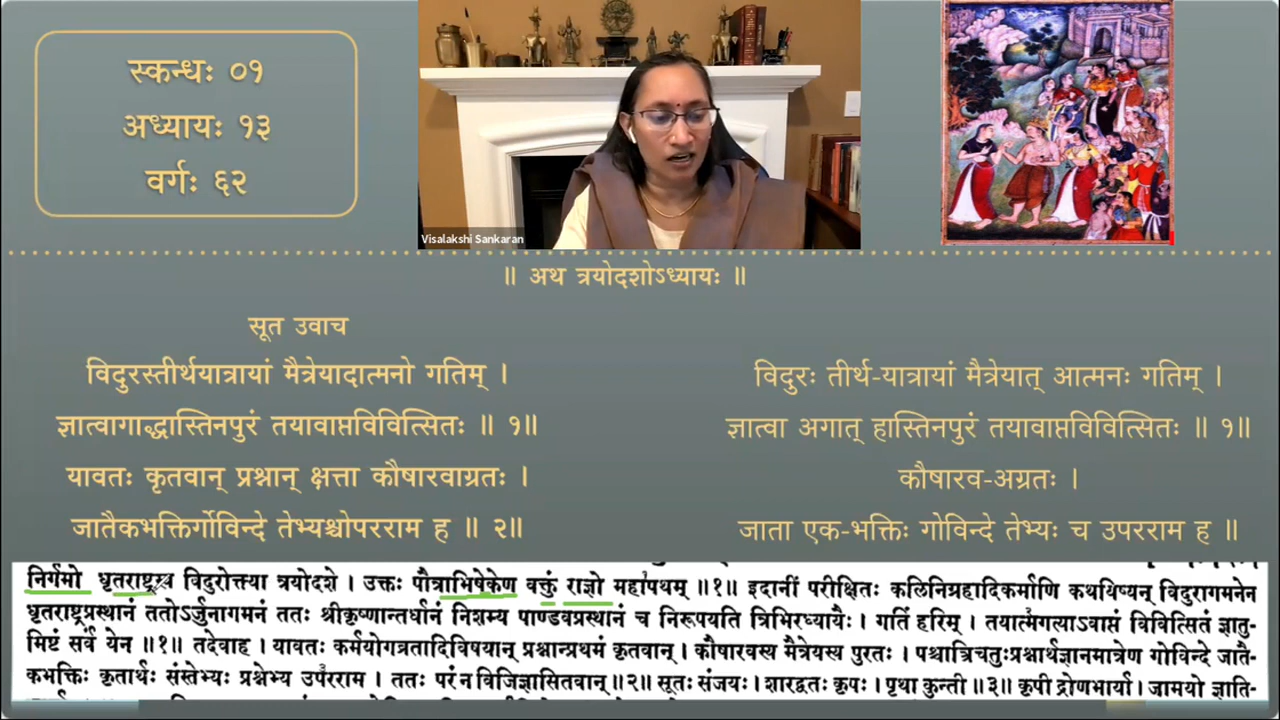 स्कन्धः ०१
अध्यायः १३
वर्गः ६२
Visalakshi Sankaran
॥ अथ त्रयोदशोऽध्यायः ॥
सूत उवाच
विदुरस्तीर्थयात्रायां मैत्रेयादात्मनो गतिम् ।
ज्ञात्वागाद्धास्तिनपुरं तयावाप्तविवित्सितः ॥ १॥
यावतः कृतवान् प्रश्नान् क्षत्ता कौषारवाग्रतः ।
जातैकभक्तिर्गोविन्दे तेभ्यश्चोपरराम ह ॥ २॥
विदुरः तीर्थ-यात्रायां मैत्रेयात् आत्मनः गतिम् ।
ज्ञात्वा अगात् हास्तिनपुरं तयावाप्तविवित्सितः ॥ १॥
कौषारव-अग्रतः ।
जाता एक-भक्तिः गोविन्दे तेभ्यः च उपरराम ह ॥
निर्गमो धृतराष्ट्रस्य विदुरोक्त्या त्रयोदशे । उक्तः पौत्राभिषेकेण वक्तुं राज्ञो महापथम् ॥१॥ इदानीं परीक्षितः कलिनिग्रहादिकर्माणि कथयिष्यन् विदुरागमनेन
धृतराष्ट्रप्रस्थानं ततोऽर्जुनागमनं ततः श्रीकृष्णान्तर्धानं निशम्य पाण्डवप्रस्थानं च निरूपयति त्रिभिरध्यायैः । गतिं हरिम् । तयात्मगत्याऽवाप्तं विवित्सितं ज्ञातु-
मिष्टं सर्वं येन ॥१॥ तदेवाह । यावतः कर्मयोगव्रतादिविषयान् प्रश्नान्प्रथमं कृतवान् । कौषारवस्य मैत्रेयस्य पुरतः । पश्चात्रिचतुःप्रश्नार्थज्ञानमात्रेण गोविन्दे जातै-
कभक्तिः कृतार्थः संस्तेभ्यः प्रश्नेभ्य उपरराम । ततः परं न विजिज्ञासितवान् ॥२॥ सूतः संजयः । शारद्वतः कृपः । पृथा कुन्ती ॥३॥ कृपी द्रोणभार्या । जामयो ज्ञाति-